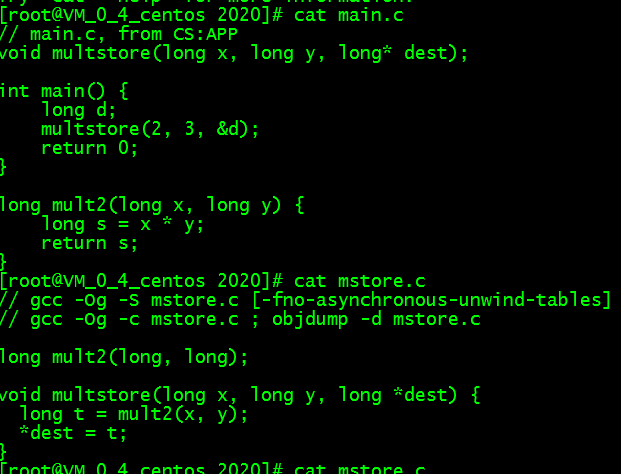 [root@VM_0_4_centos 2020]# cat main.c
// main.c, from CS:APP
void multstore(long x, long y, long* dest);

int main() {
    long d;
    multstore(2, 3, &d);
    return 0;
}

long mult2(long x, long y) {
    long s = x * y;
    return s;
}
[root@VM_0_4_centos 2020]# cat mstore.c
// gcc -Og -S mstore.c [-fno-asynchronous-unwind-tables]
// gcc -Og -c mstore.c ; objdump -d mstore.c

long mult2(long, long);

void multstore(long x, long y, long *dest) {
  long t = mult2(x, y);
  *dest = t;
}
[root@VM_0_4_centos 2020]# cat mstore.c